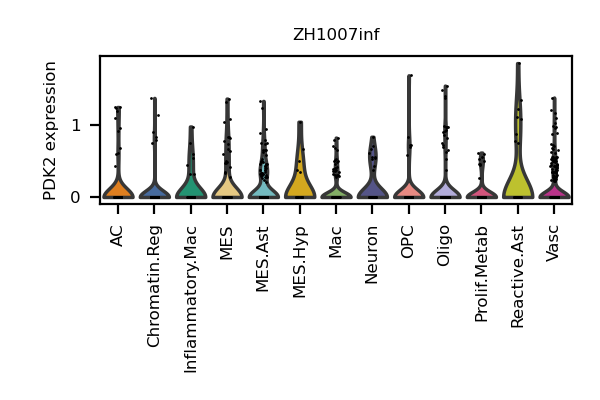 ZH1007inf
PDK2 expression
1
0
AC
Chromatin.Reg
Inflammatory.Mac
MES
MES.Ast
MES.Hyp
Mac
Neuron
OPC
Oligo
Prolif.Metab
Reactive.Ast
Vasc